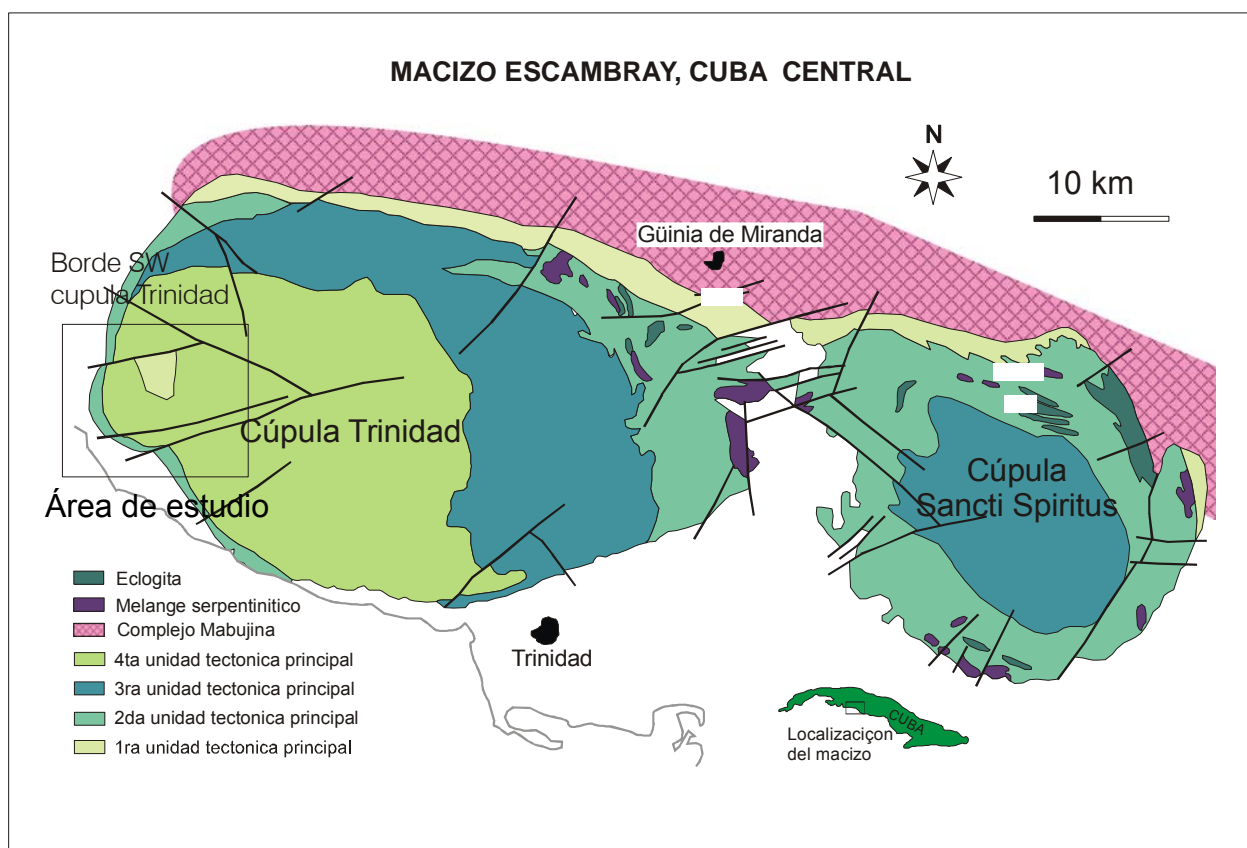 MACIZO ESCAMBRAY, CUBA CENTRAL
N
10 km
Güinia de Miranda
Borde SW
cupula Trinidad
Cúpula Trinidad
Cúpula
Sancti Spiritus
Área de estudio
Eclogita
Melange serpentinitico
Complejo Mabujina
4ta unidad tectonica principal
3ra unidad tectonica principal
2da unidad tectonica principal
1ra unidad tectonica principal
Trinidad
CUBA
Localizaciçon
del macizo